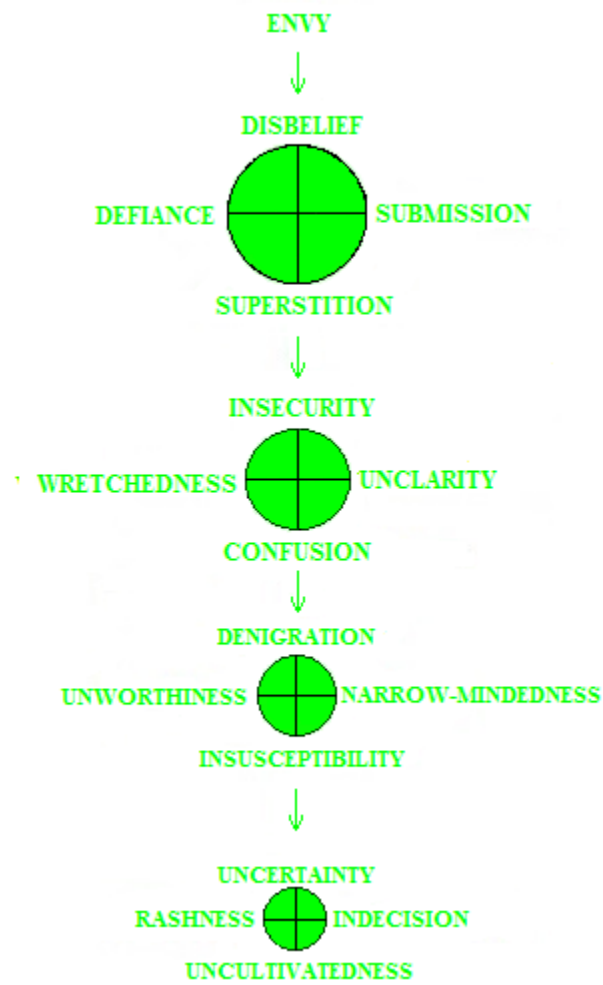 ENVY
DISBELIEF
DEFIANCE SUBMISSION
SUPERSTITION
INSECURITY
WRETCHEDNESS UNCLARITY
CONFUSION
DENIGRATION
UNWORTHINESS NARROW-MINDEDNESS
INSUSCEPTIBILITY
UNCERTAINTY
RASHNESS INDECISION
UNCULTIVATEDNESS